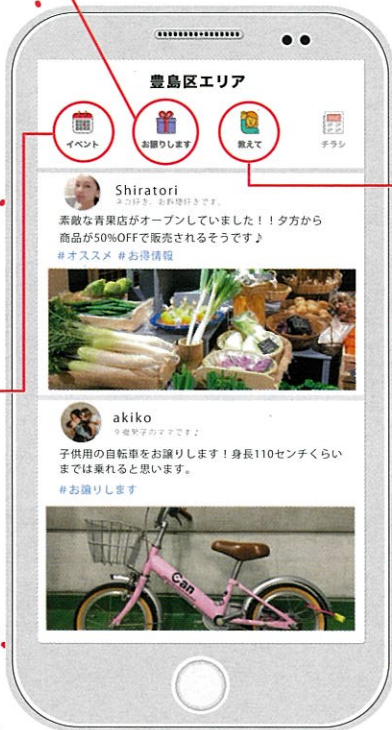 豊島区エリア
イベント
お譲りします
教えて
チラシ
Shiratori
ネコ好き、お料理好きです。
素敵な青果店がオープンしていました！！夕方から
商品が50%OFFで販売されるそうです♪
#オススメ #お得情報
akiko
子供用の自転車をお譲りします！身長110センチくらい
までは乗れると思います。
#お譲りします
Can